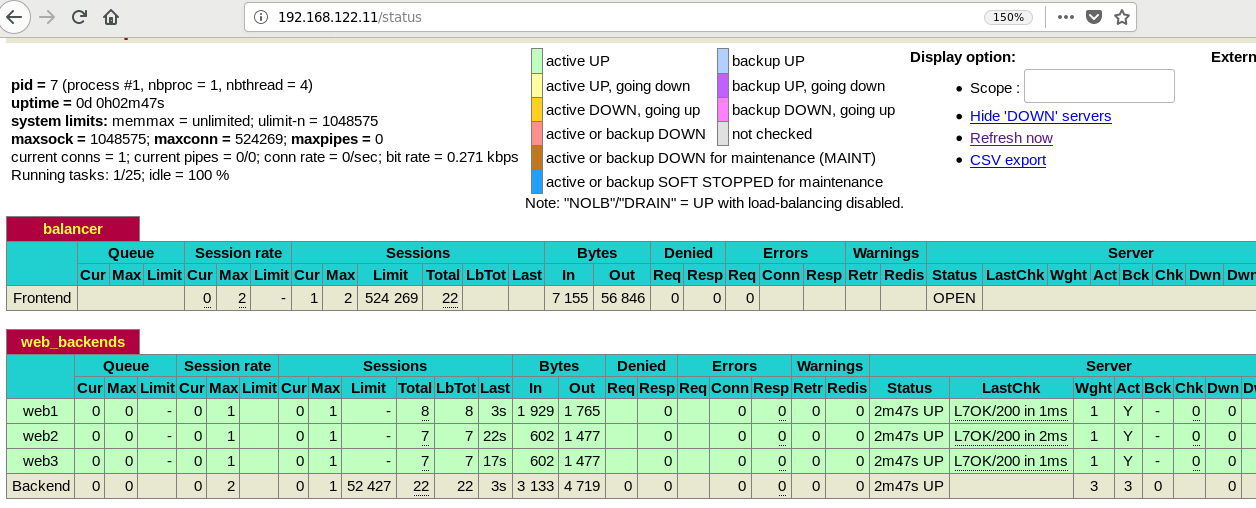 192.168.122.11/status
150%
pid = 7 (process #1, nbproc = 1, nbthread = 4)
uptime = 0d 0h02m47s
system limits: memmax = unlimited; ulimit-n = 1048575
maxsock = 1048575; maxconn = 524269; maxpipes = 0
current conns = 1; current pipes = 0/0; conn rate = 0/sec; bit rate = 0.271 kbps
Running tasks: 1/25; idle = 100 %
active UP backup UP
active UP, going down backup UP, going down
active DOWN, going up backup DOWN, going up
active or backup DOWN not checked
active or backup DOWN for maintenance (MAINT)
active or backup SOFT STOPPED for maintenance
Note: "NOLB"/"DRAIN" = UP with load-balancing disabled.
Display option:
• Scope :
• Hide 'DOWN' servers
• Refresh now
• CSV export
Extern
balancer
Queue Session rate Sessions Bytes Denied Errors Warnings Server
Cur Max Limit Cur Max Limit Cur Max Limit Total LbTot Last In Out Req Resp Req Conn Resp Retr Redis Status LastChk Wght Act Bck Chk Dwn Dwn
Frontend 0 2 - 1 2 524 269 22 7 155 56 846 0 0 0 OPEN
web_backends
Queue Session rate Sessions Bytes Denied Errors Warnings Server
Cur Max Limit Cur Max Limit Cur Max Limit Total LbTot Last In Out Req Resp Req Conn Resp Retr Redis Status LastChk Wght Act Bck Chk Dwn
web1 0 0 - 0 1 0 1 - 8 8 3s 1 929 1 765 0 0 0 0 0 2m47s UP L7OK/200 in 1ms 1 Y - 0 0
web2 0 0 - 0 1 0 1 - 7 7 22s 602 1 477 0 0 0 0 0 2m47s UP L7OK/200 in 2ms 1 Y - 0 0
web3 0 0 - 0 1 0 1 - 7 7 17s 602 1 477 0 0 0 0 0 2m47s UP L7OK/200 in 1ms 1 Y - 0 0
Backend 0 0 0 2 0 1 52 427 22 22 3s 3 133 4 719 0 0 0 0 0 0 2m47s UP 3 3 0 0